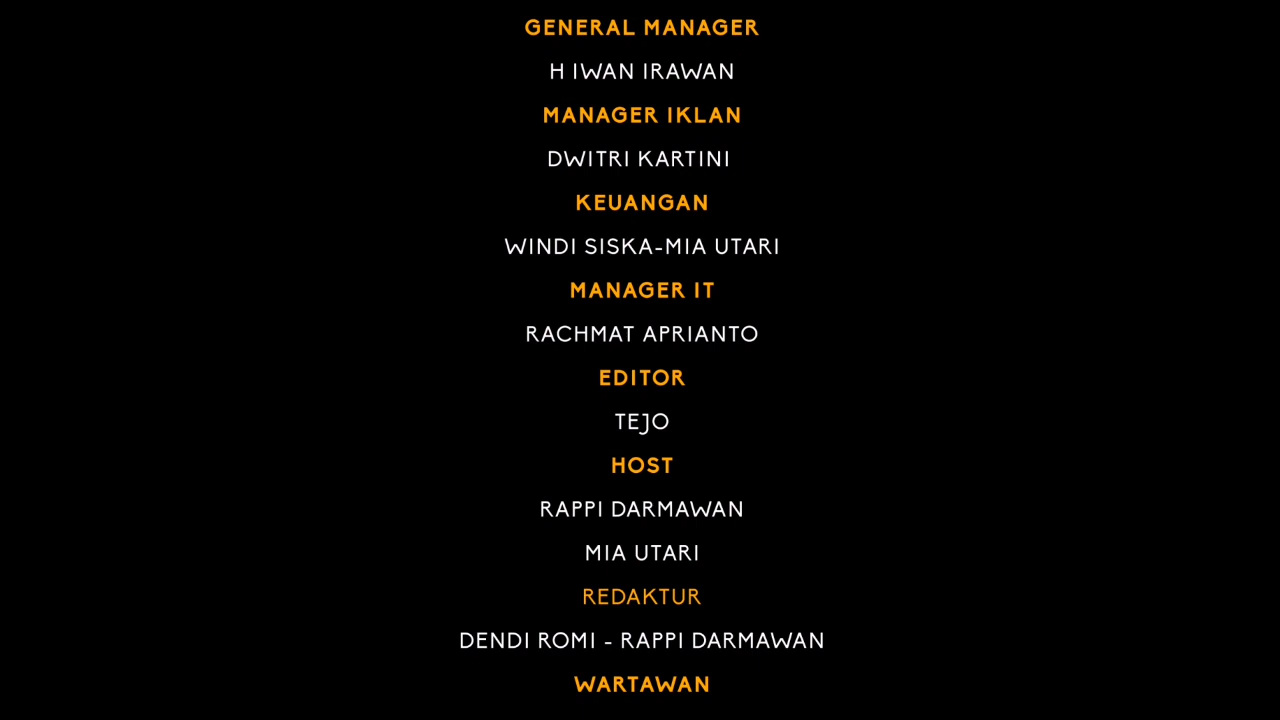 GENERAL MANAGER
H IWAN IRAWAN
MANAGER IKLAN
DWITRI KARTINI
KEUANGAN
WINDI SISKA-MIA UTARI
MANAGER IT
RACHMAT APRIANTO
EDITOR
TEJO
HOST
RAPPI DARMAWAN
MIA UTARI
REDAKTUR
DENDI ROMI - RAPPI DARMAWAN
WARTAWAN